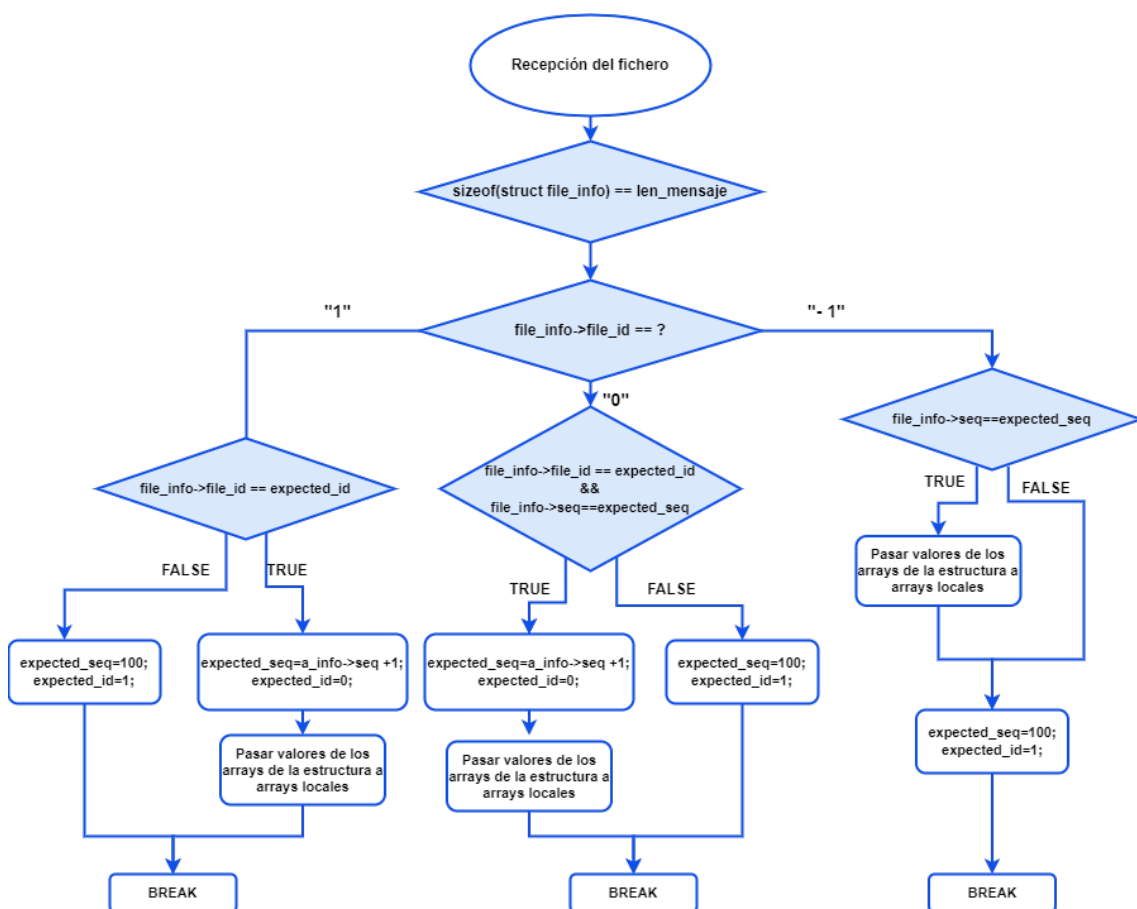 Recepción del fichero
sizeof(struct file_info) == len_mensaje
"1"
"- 1"
file_info->file_id == ?
"0"
file_info->seq==expected_seq
file_info->file_id == expected_id
file_info->file_id == expected_id
&&
file_info->seq==expected_seq
TRUE
FALSE
FALSE
TRUE
TRUE
FALSE
Pasar valores de los
arrays de la estructura a
arrays locales
expected_seq=100;
expected_id=1;
expected_seq=a_info->seq +1;
expected_id=0;
expected_seq=a_info->seq +1;
expected_id=0;
expected_seq=100;
expected_id=1;
expected_seq=100;
expected_id=1;
Pasar valores de los
arrays de la estructura a
arrays locales
Pasar valores de los
arrays de la estructura a
arrays locales
BREAK
BREAK
BREAK